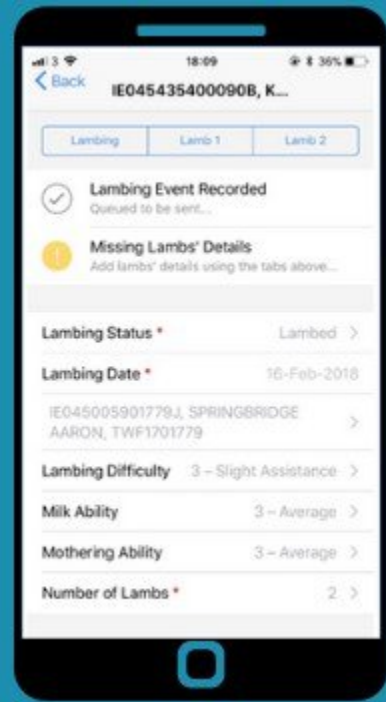 3 18:09 36%
Back IE045435400090B, K...
Lambing Lamb 1 Lamb 2
Lambing Event Recorded
Queued to be sent...
Missing Lambs' Details
Add lambs' details using the tabs above...
Lambing Status * Lambed
Lambing Date * 16-Feb-2018
IE045005901779J, SPRINGBRIDGE
AARON, TWF1701779
Lambing Difficulty 3 – Slight Assistance
Milk Ability 3 – Average
Mothering Ability 3 – Average
Number of Lambs * 2